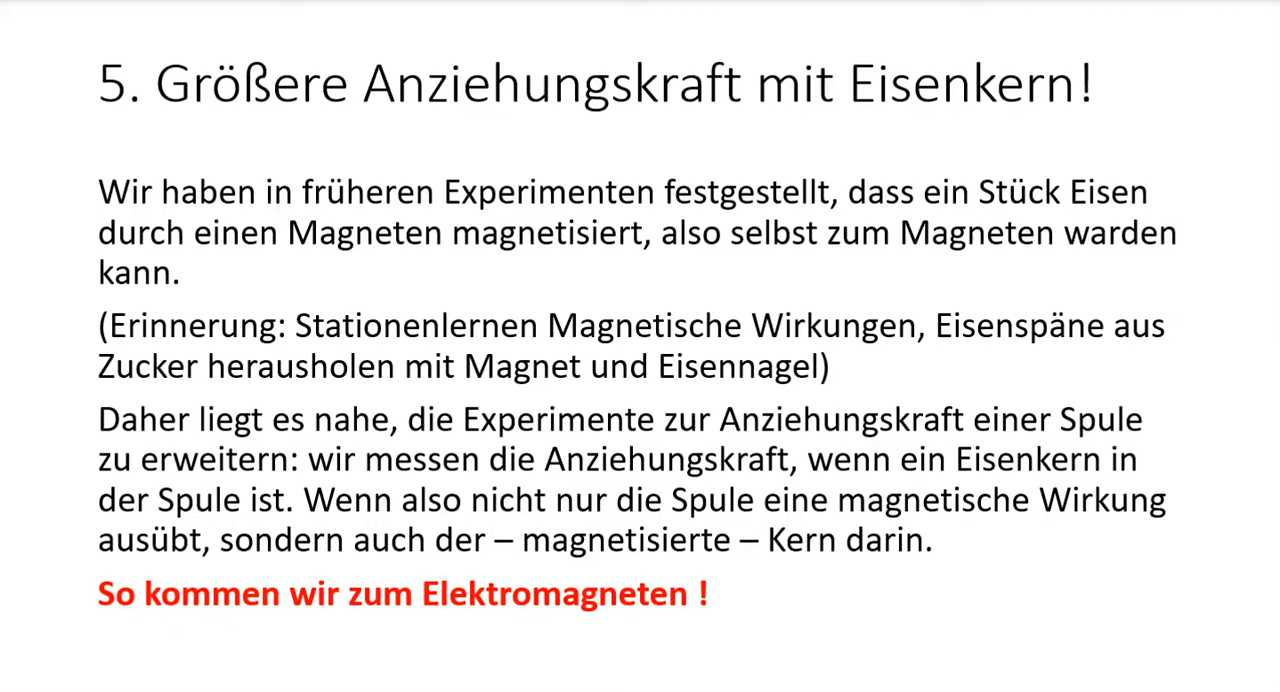 5. Größere Anziehungskraft mit Eisenkern!
Wir haben in früheren Experimenten festgestellt, dass ein Stück Eisen
durch einen Magneten magnetisiert, also selbst zum Magneten warden
kann.
(Erinnerung: Stationenlernen Magnetische Wirkungen, Eisenspäne aus
Zucker herausholen mit Magnet und Eisennagel)
Daher liegt es nahe, die Experimente zur Anziehungskraft einer Spule
zu erweitern: wir messen die Anziehungskraft, wenn ein Eisenkern in
der Spule ist. Wenn also nicht nur die Spule eine magnetische Wirkung
ausübt, sondern auch der – magnetisierte – Kern darin.
So kommen wir zum Elektromagneten !